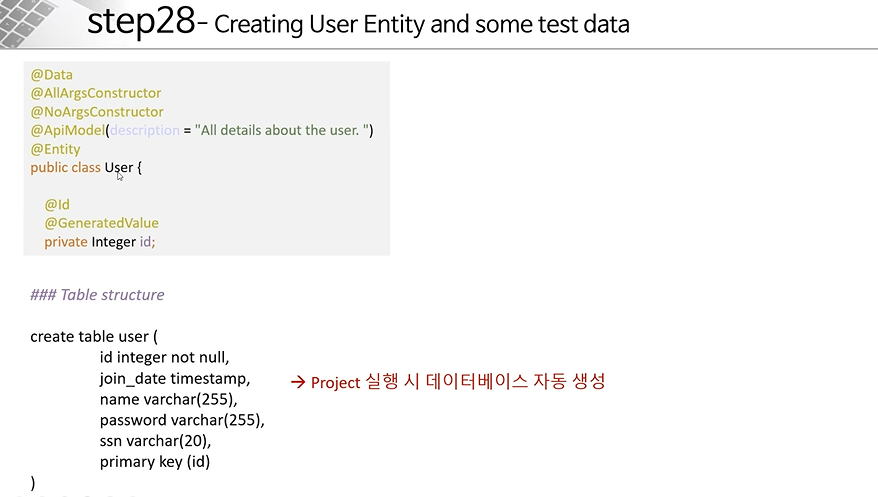 step28- Creating User Entity and some test data
@Data
@AllArgsConstructor
@NoArgsConstructor
@ApiModel(description = "All details about the user. ")
@Entity
public class User {
@Id
@GeneratedValue
private Integer id;
### Table structure
create table user (
id integer not null,
join_date timestamp,
name varchar(255),
password varchar(255),
ssn varchar(20),
primary key (id)
)
→ Project 실행 시 데이터베이스 자동 생성